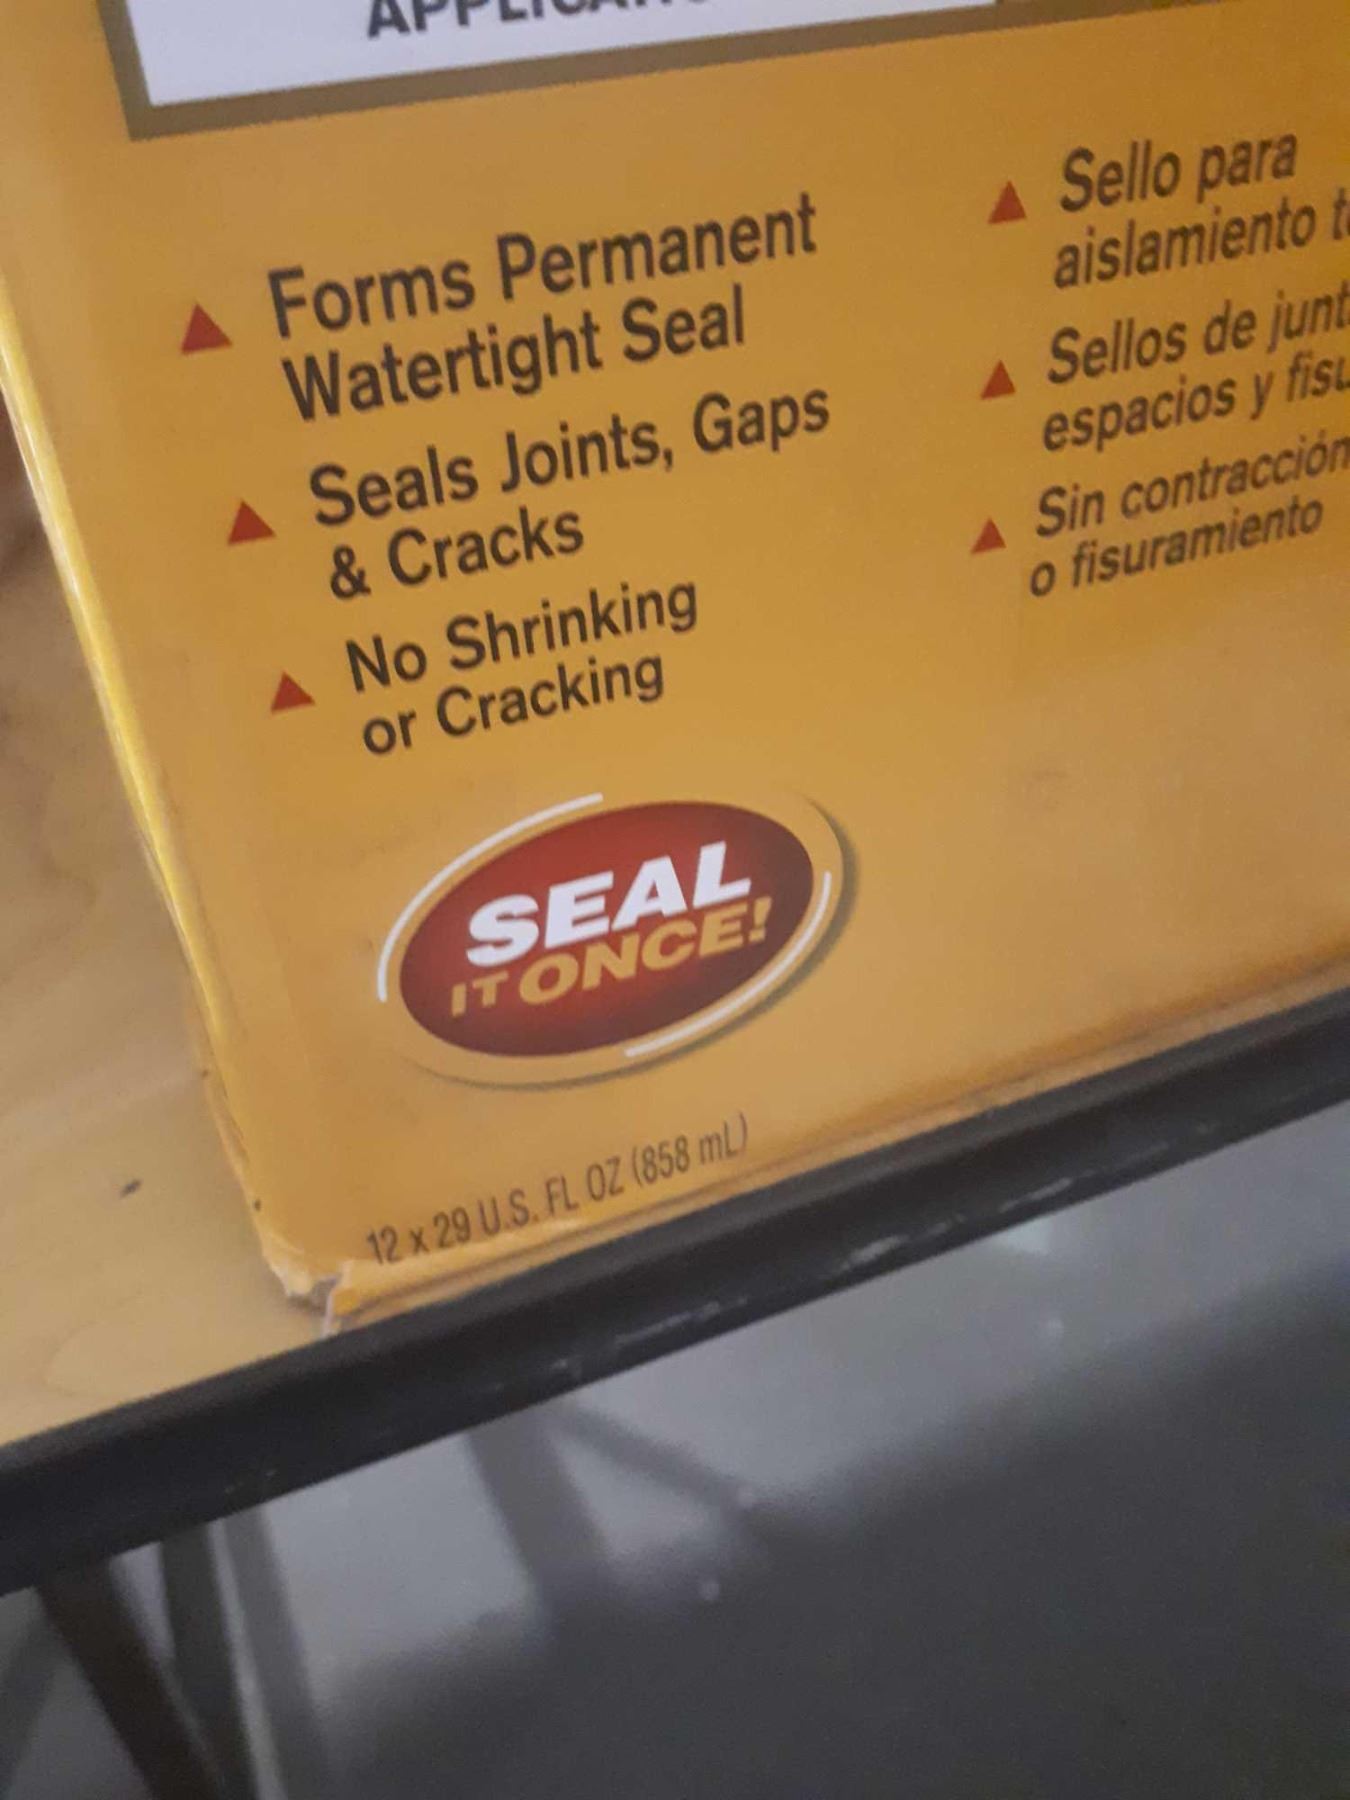 Forms Permanent
Watertight Seal
Seals Joints, Gaps
& Cracks
No Shrinking
or Cracking
Sello para
aislamiento
Sellos de
espacios y
Sin contracción
o fisuramiento
SEAL
IT ONCE!
12 x 29 U.S. FL OZ (858 mL)